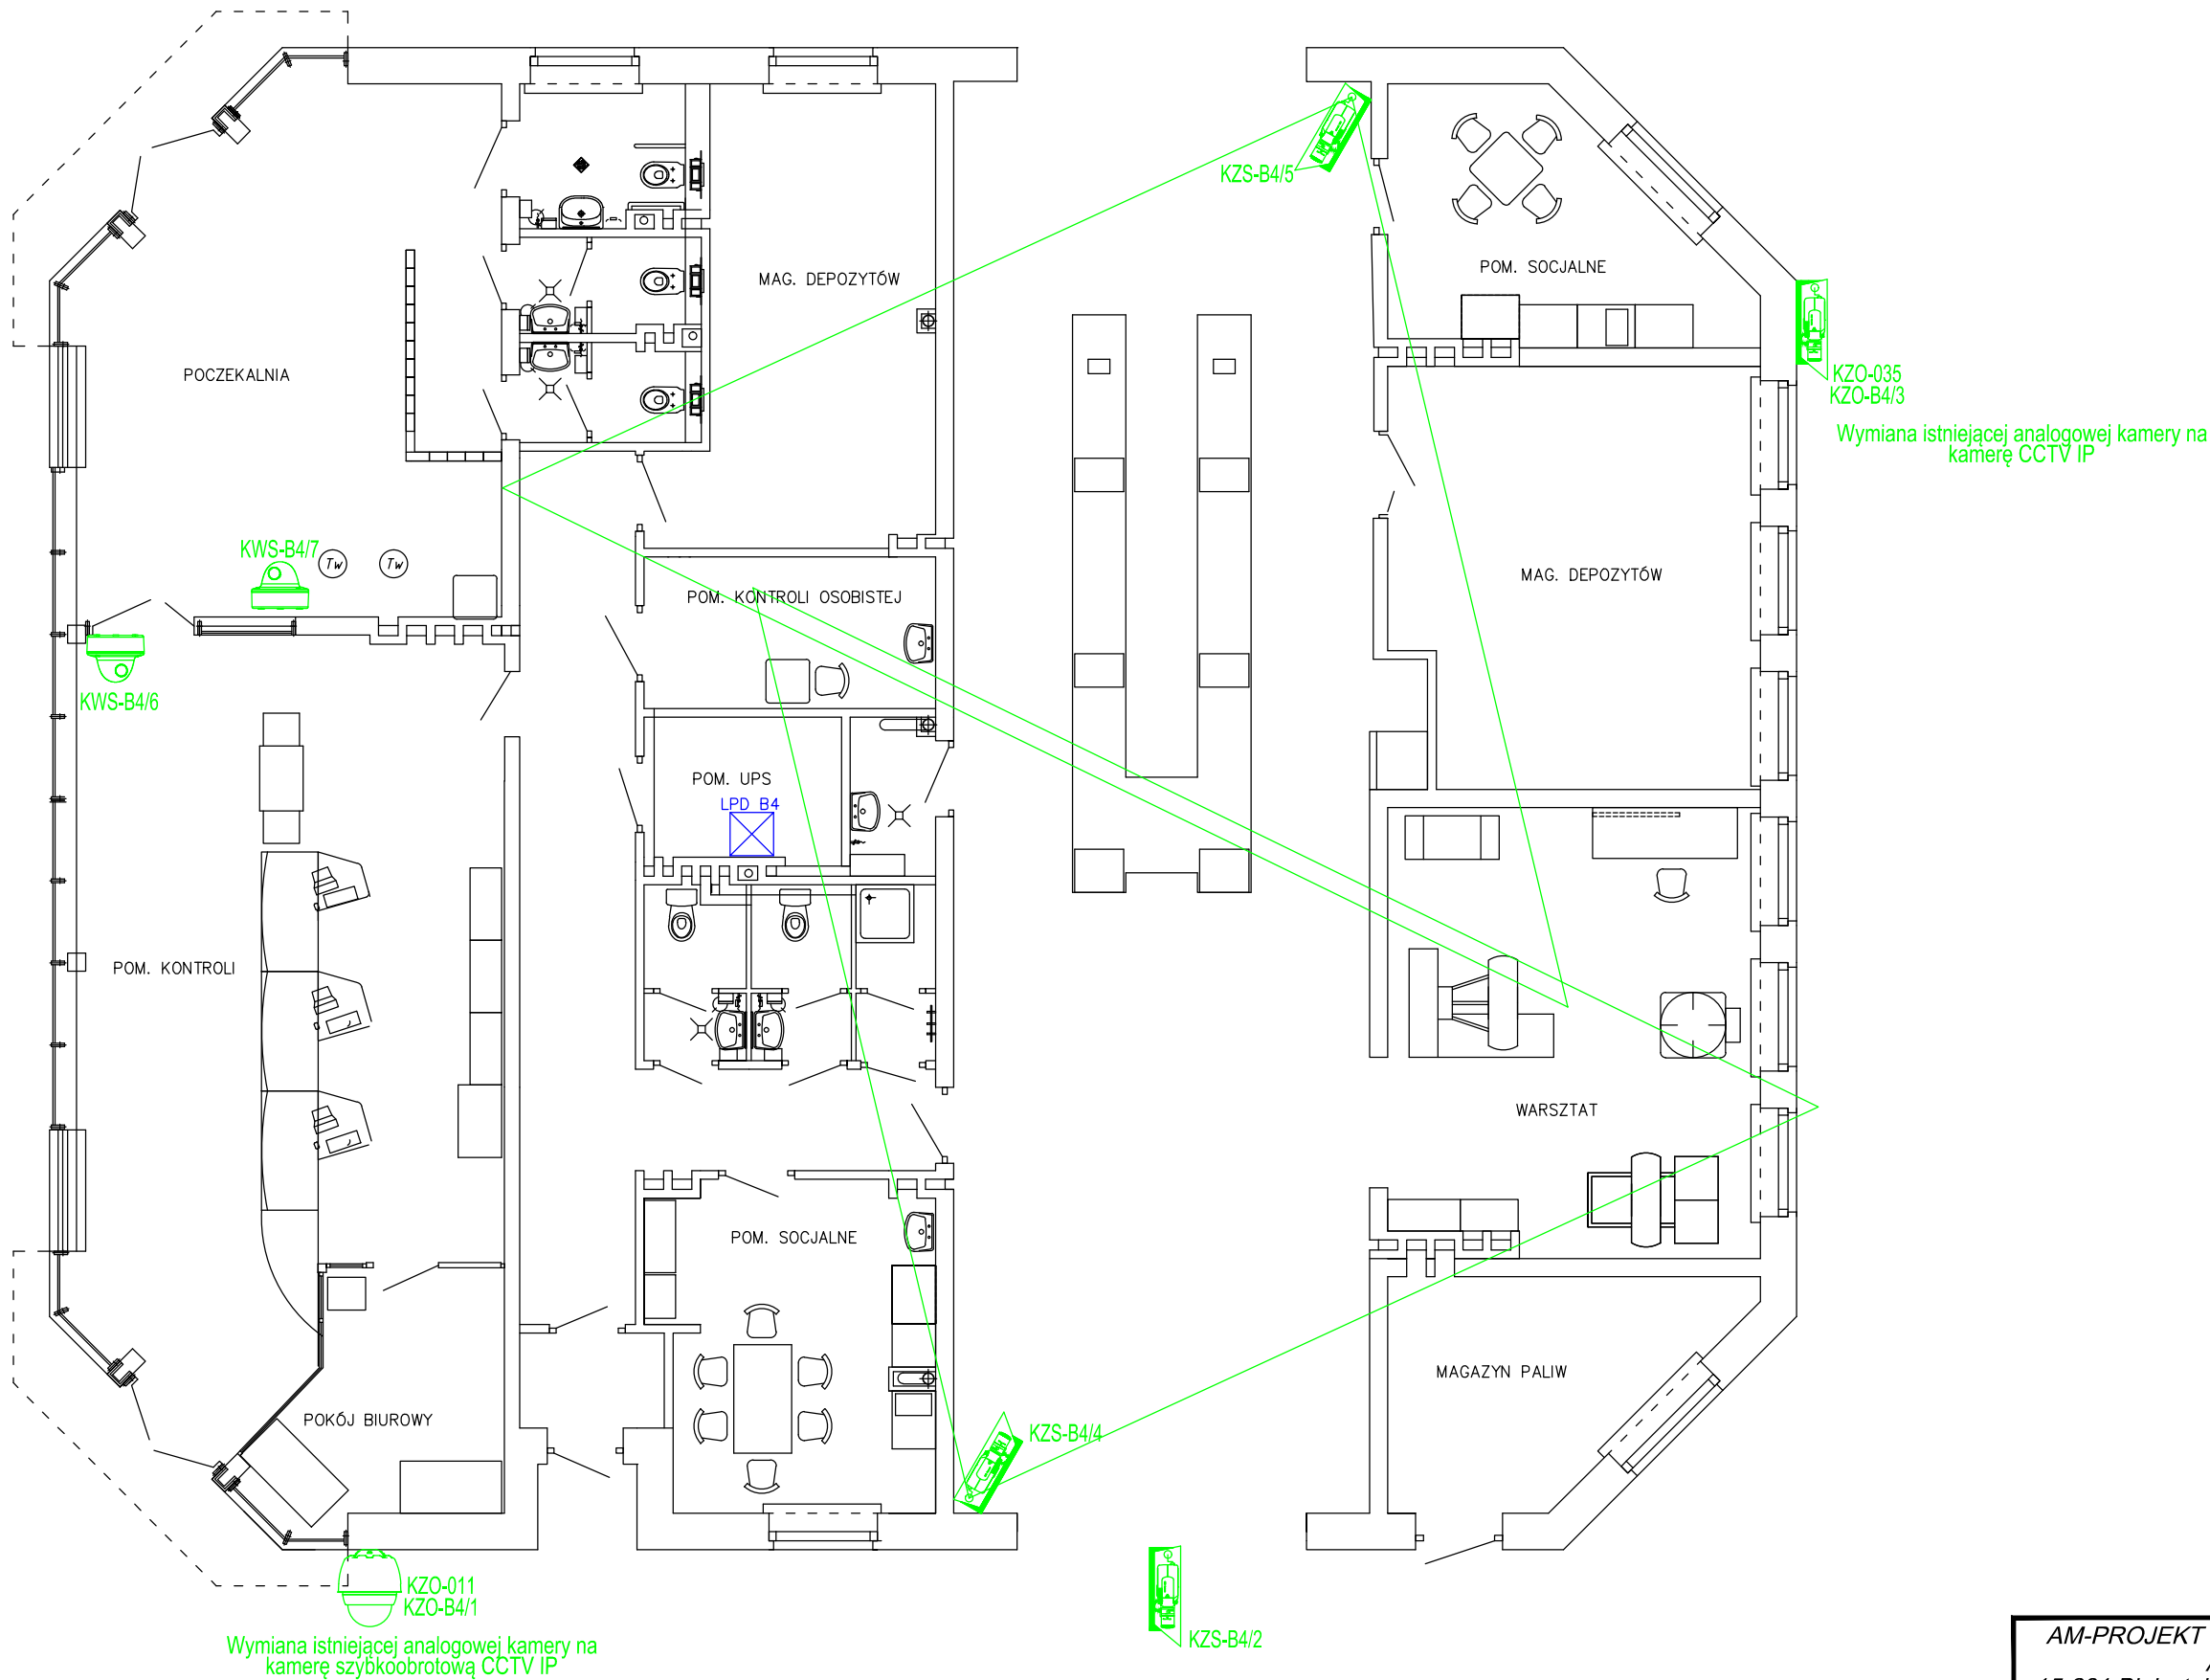 KZS-B4/5
POM. SOCJALNE
MAG. DEPOZYTÓW
KZO-035
KZO-B4/3
POCZEKALNIA
Wymiana istniejącej analogowej kamery na
kamerę CCTV IP
KWS-B4/7
Tw
Tw
MAG. DEPOZYTÓW
POM. KONTROLI OSOBISTEJ
KWS-B4/6
POM. UPS
LPD B4
POM. KONTROLI
WARSZTAT
POM. SOCJALNE
MAGAZYN PALIW
POKÓJ BIUROWY
KZS-B4/4
KZO-011
KZO-B4/1
KZS-B4/2
Wymiana istniejącej analogowej kamery na
kamerę szybkoobrotową CCTV IP
AM-PROJEKT